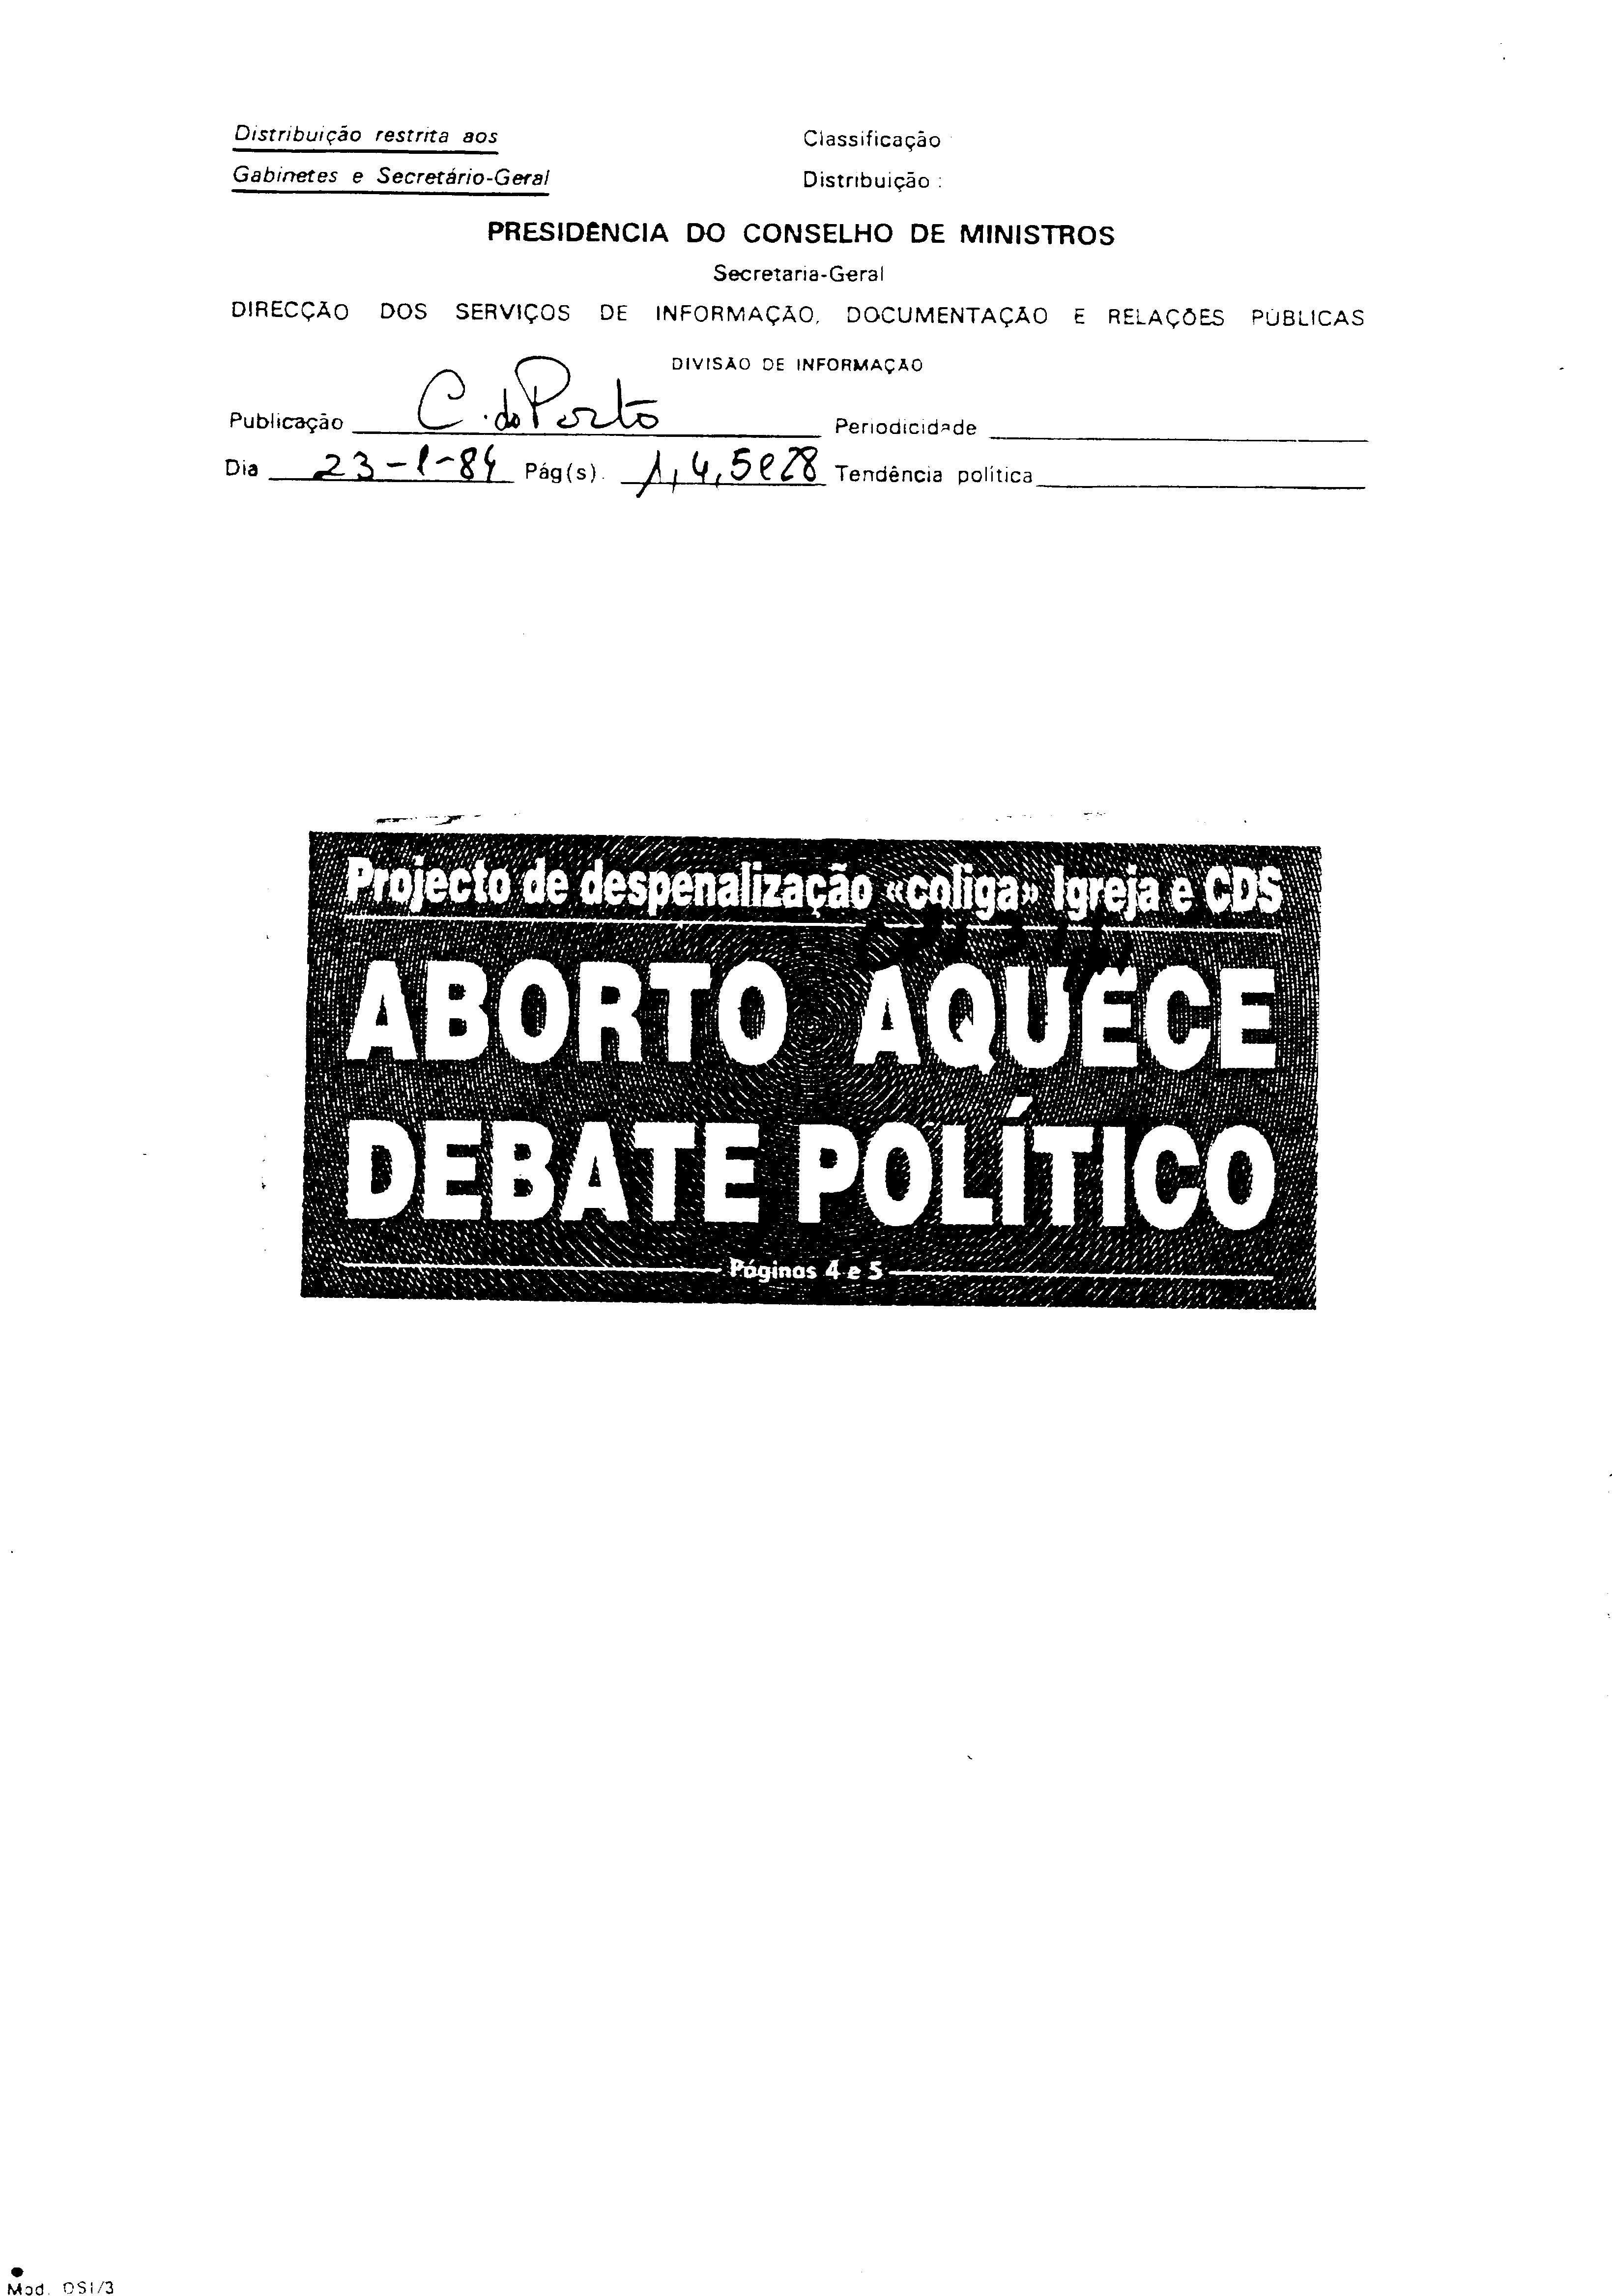 Distribuição restrita aos
Gabinetes e Secretário-Geral
Classificação
Distribuição :
PRESIDÊNCIA DO CONSELHO DE MINISTROS
Secretaria-Geral
DIRECÇÃO DOS SERVIÇOS DE INFORMAÇÃO, DOCUMENTAÇÃO E RELAÇÕES PÚBLICAS
DIVISÃO DE INFORMAÇÃO
Publicação C. do Porto Periodicidade
Dia 23-1-84 Pág(s). 1, 4, 5 e 28 Tendência política
Projecto de despenalização «coliga» Igreja e CDS
ABORTO AQUECE
DEBATE POLÍTICO
Páginas 4 e 5
Mod. DSI/3